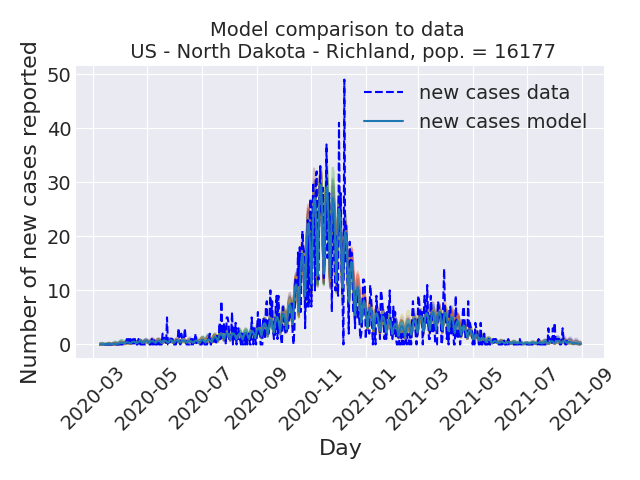 Model comparison to data
US - North Dakota - Richland, pop. = 16177
Number of new cases reported
50
40
30
20
10
0
new cases data
new cases model
2020-03
2020-05
2020-07
2020-09
2020-11
2021-01
2021-03
2021-05
2021-07
2021-09
Day